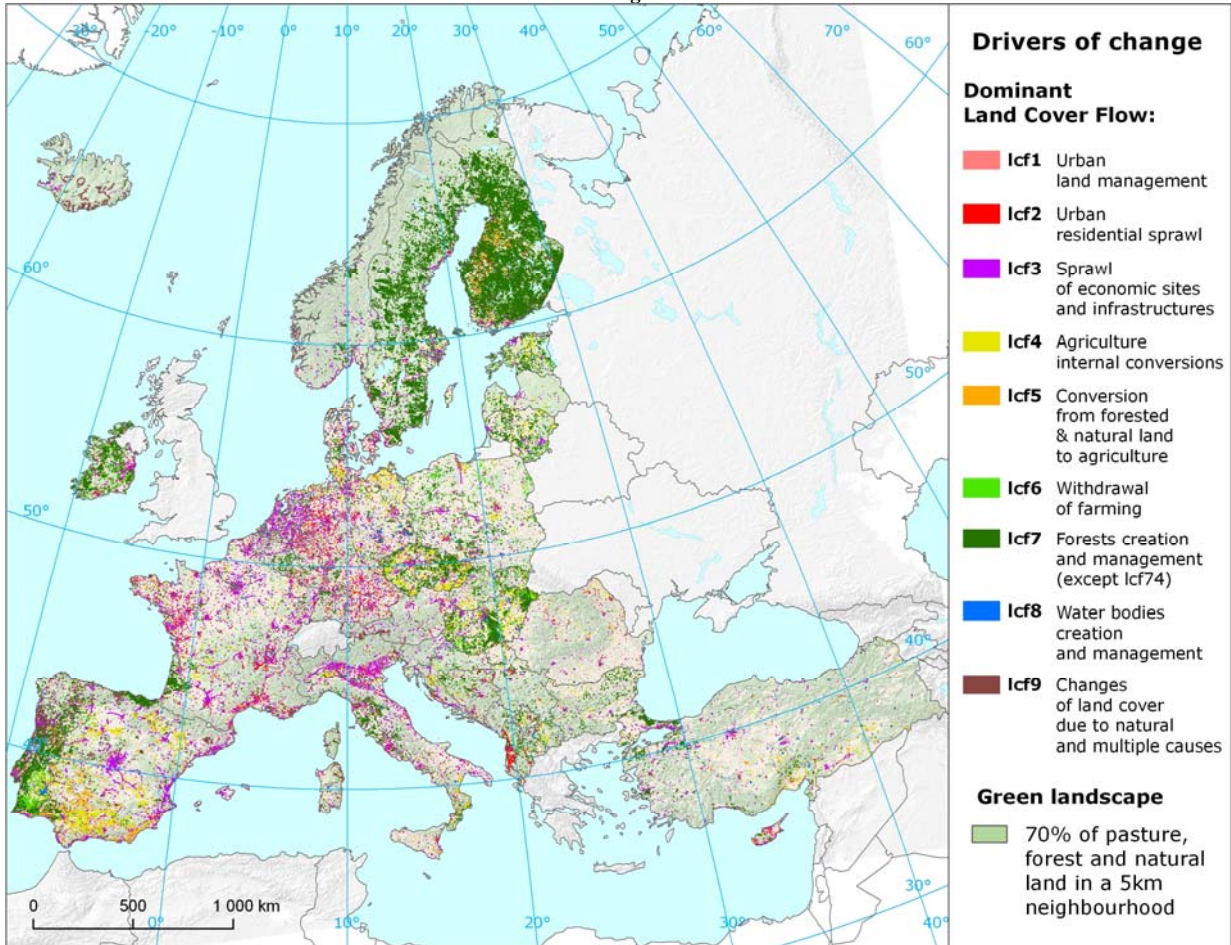 -30° -20° -10° 0° 10° 20° 30° 40° 50° 60° 70° 60°
60°
50°
50°
40°
40°
30°
0 500 1 000 km
0° 10° 20° 30° 40°
Drivers of change
Dominant
Land Cover Flow:
lcf1 Urban
land management
lcf2 Urban
residential sprawl
lcf3 Sprawl
of economic sites
and infrastructures
lcf4 Agriculture
internal conversions
lcf5 Conversion
from forested
& natural land
to agriculture
lcf6 Withdrawal
of farming
lcf7 Forests creation
and management
(except lcf74)
lcf8 Water bodies
creation
and management
lcf9 Changes
of land cover
due to natural
and multiple causes
Green landscape
70% of pasture,
forest and natural
land in a 5km
neighbourhood